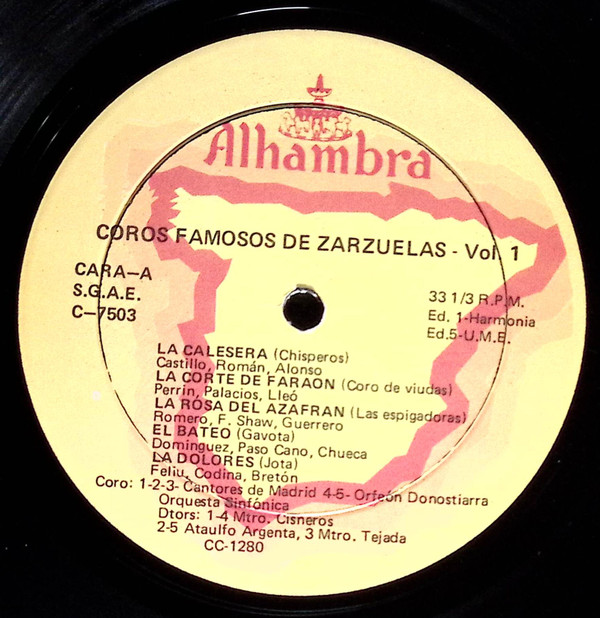 Alhambra
COROS FAMOSOS DE ZARZUELAS - Vol. 1
CARA-A
S.G.A.E.
C-7503
33 1/3 R.P.M.
Ed. 1-Harmonia
Ed.5-U.M.E.
LA CALESERA (Chisperos)
Castillo, Román, Alonso
LA CORTE DE FARAON (Coro de viudas)
Perrin, Palacios, Lleó
LA ROSA DEL AZAFRAN (Las espigadoras)
Romero, F. Shaw, Guerrero
EL BATEO (Gavota)
Dominguez, Paso Cano, Chueca
LA DOLORES (Jota)
Feliu, Codina, Bretón
Coro: 1-2-3- Cantores de Madrid 4-5- Orfeón Donostiarra
Orquesta Sinfónica
Dtors: 1-4 Mtro. Cisneros
2-5 Ataulfo Argenta, 3 Mtro. Tejada
CC-1280